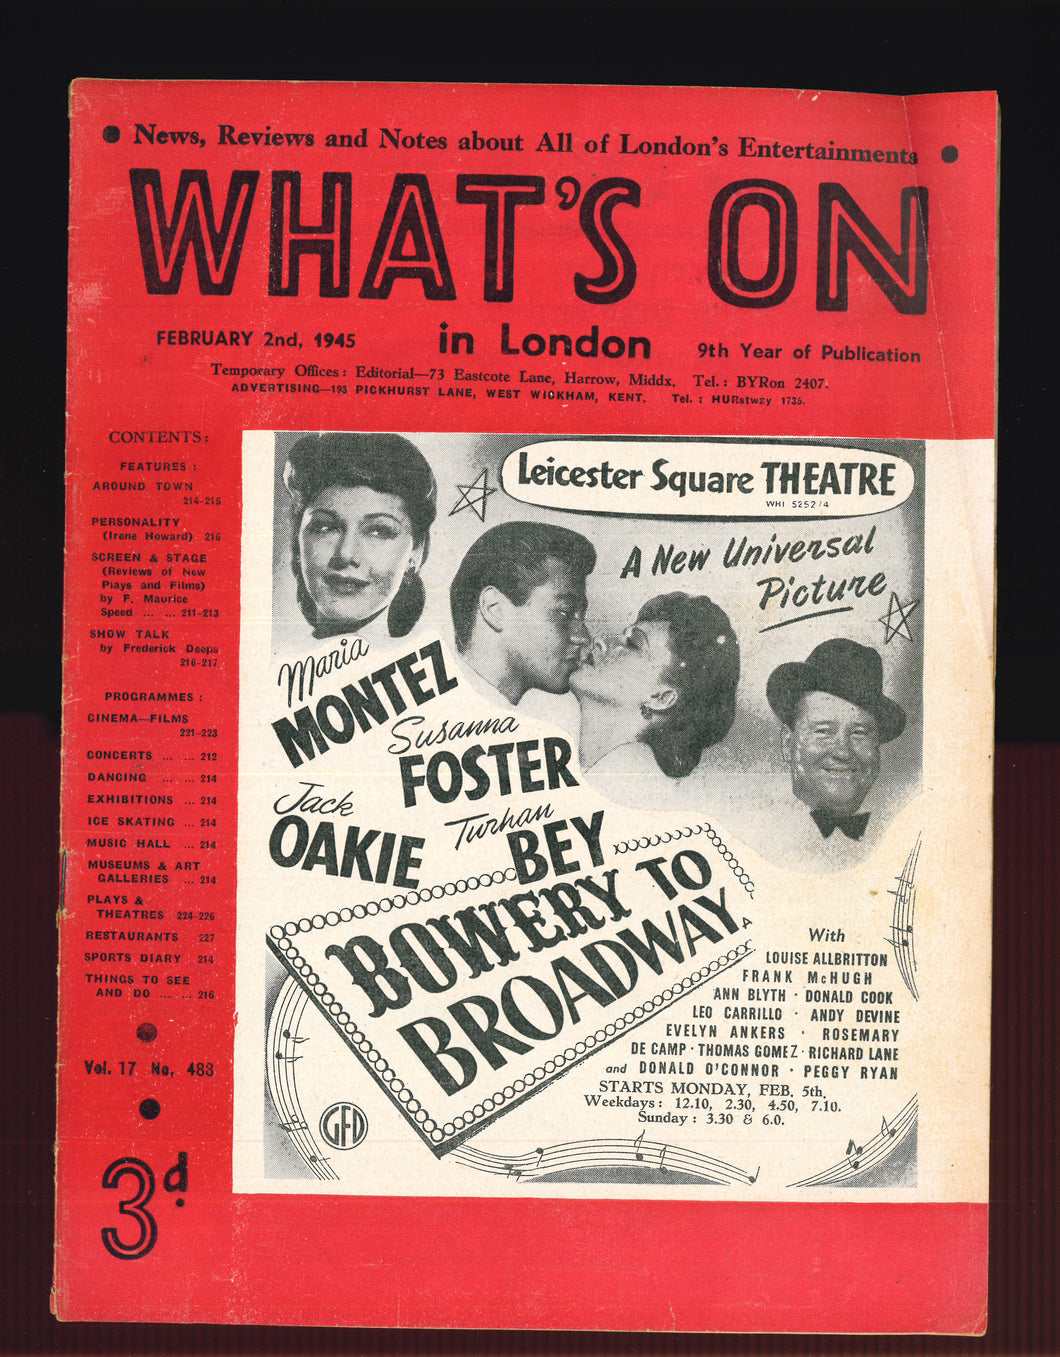 ● News, Reviews and Notes about All of London's Entertainments ●
WHAT'S ON
FEBRUARY 2nd, 1945
in London
9th Year of Publication
Temporary Offices: Editorial—73 Eastcote Lane, Harrow, Middx. Tel.: BYRon 2407.
ADVERTISING—193 PICKHURST LANE, WEST WICKHAM, KENT. Tel. : HURstway 1735.
CONTENTS:
FEATURES :
AROUND TOWN
214-215
PERSONALITY
(Irene Howard) 216
SCREEN & STAGE
(Reviews of New
Plays and Films)
by F. Maurice
Speed ... ... 211-213
SHOW TALK
by Frederick Deeps
216-217
PROGRAMMES :
CINEMA—FILMS
221-223
CONCERTS ... ... 212
DANCING ... ... 214
EXHIBITIONS ... 214
ICE SKATING ... 214
MUSIC HALL ... 214
MUSEUMS & ART
GALLERIES ... 214
PLAYS &
THEATRES 224-226
RESTAURANTS 227
SPORTS DIARY 214
THINGS TO SEE
AND DO ... ... 216
Vol. 17 No, 483
3d.
Leicester Square THEATRE
WHI 5252/4
A New Universal
Picture
Maria
MONTEZ
Susanna
FOSTER
Jack
OAKIE
Turhan
BEY
BOWERY TO
BROADWAY
With
LOUISE ALLBRITTON
FRANK McHUGH
ANN BLYTH · DONALD COOK
LEO CARRILLO · ANDY DEVINE
EVELYN ANKERS · ROSEMARY
DE CAMP · THOMAS GOMEZ · RICHARD LANE
and DONALD O'CONNOR · PEGGY RYAN
STARTS MONDAY, FEB. 5th.
Weekdays: 12.10, 2.30, 4.50, 7.10.
Sunday : 3.30 & 6.0.
GFD